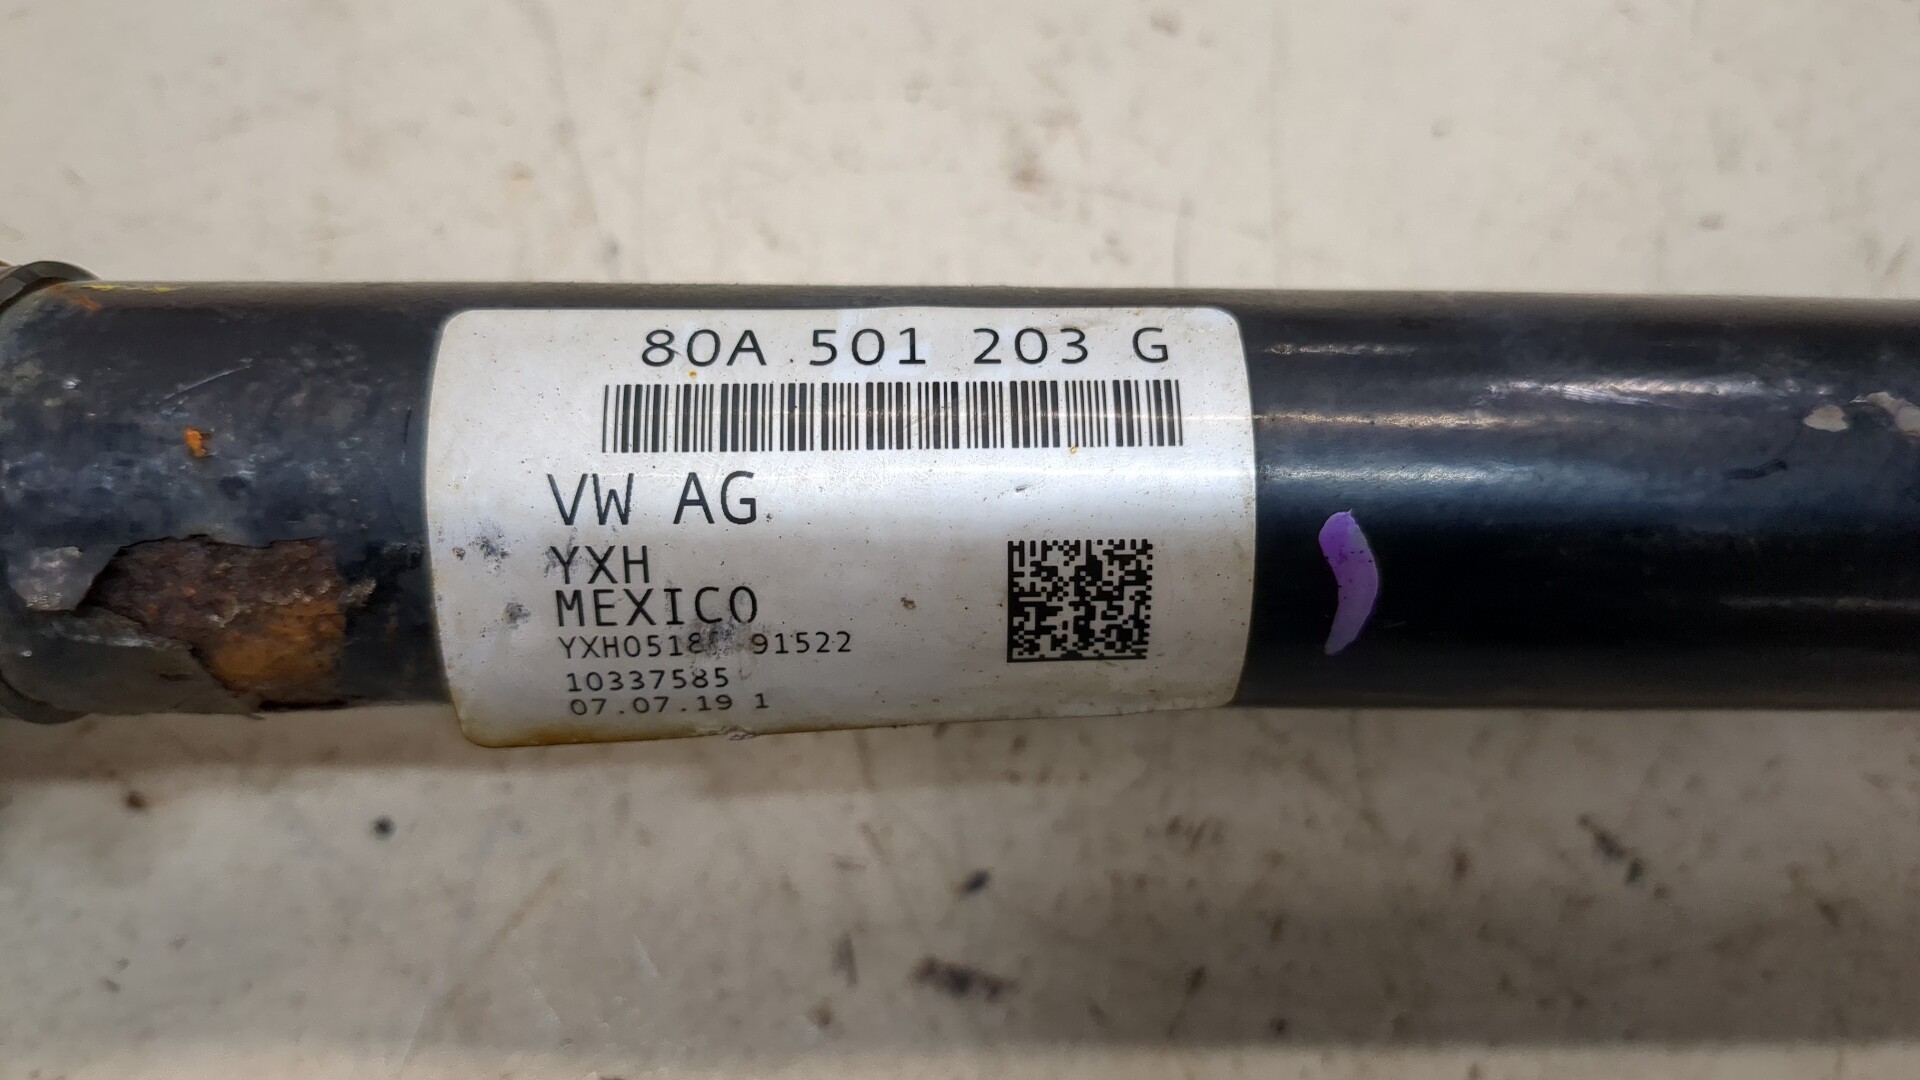 80A 501 203 G
VW AG
YXH
MEXICO
91522
10337585
07.07.19 1